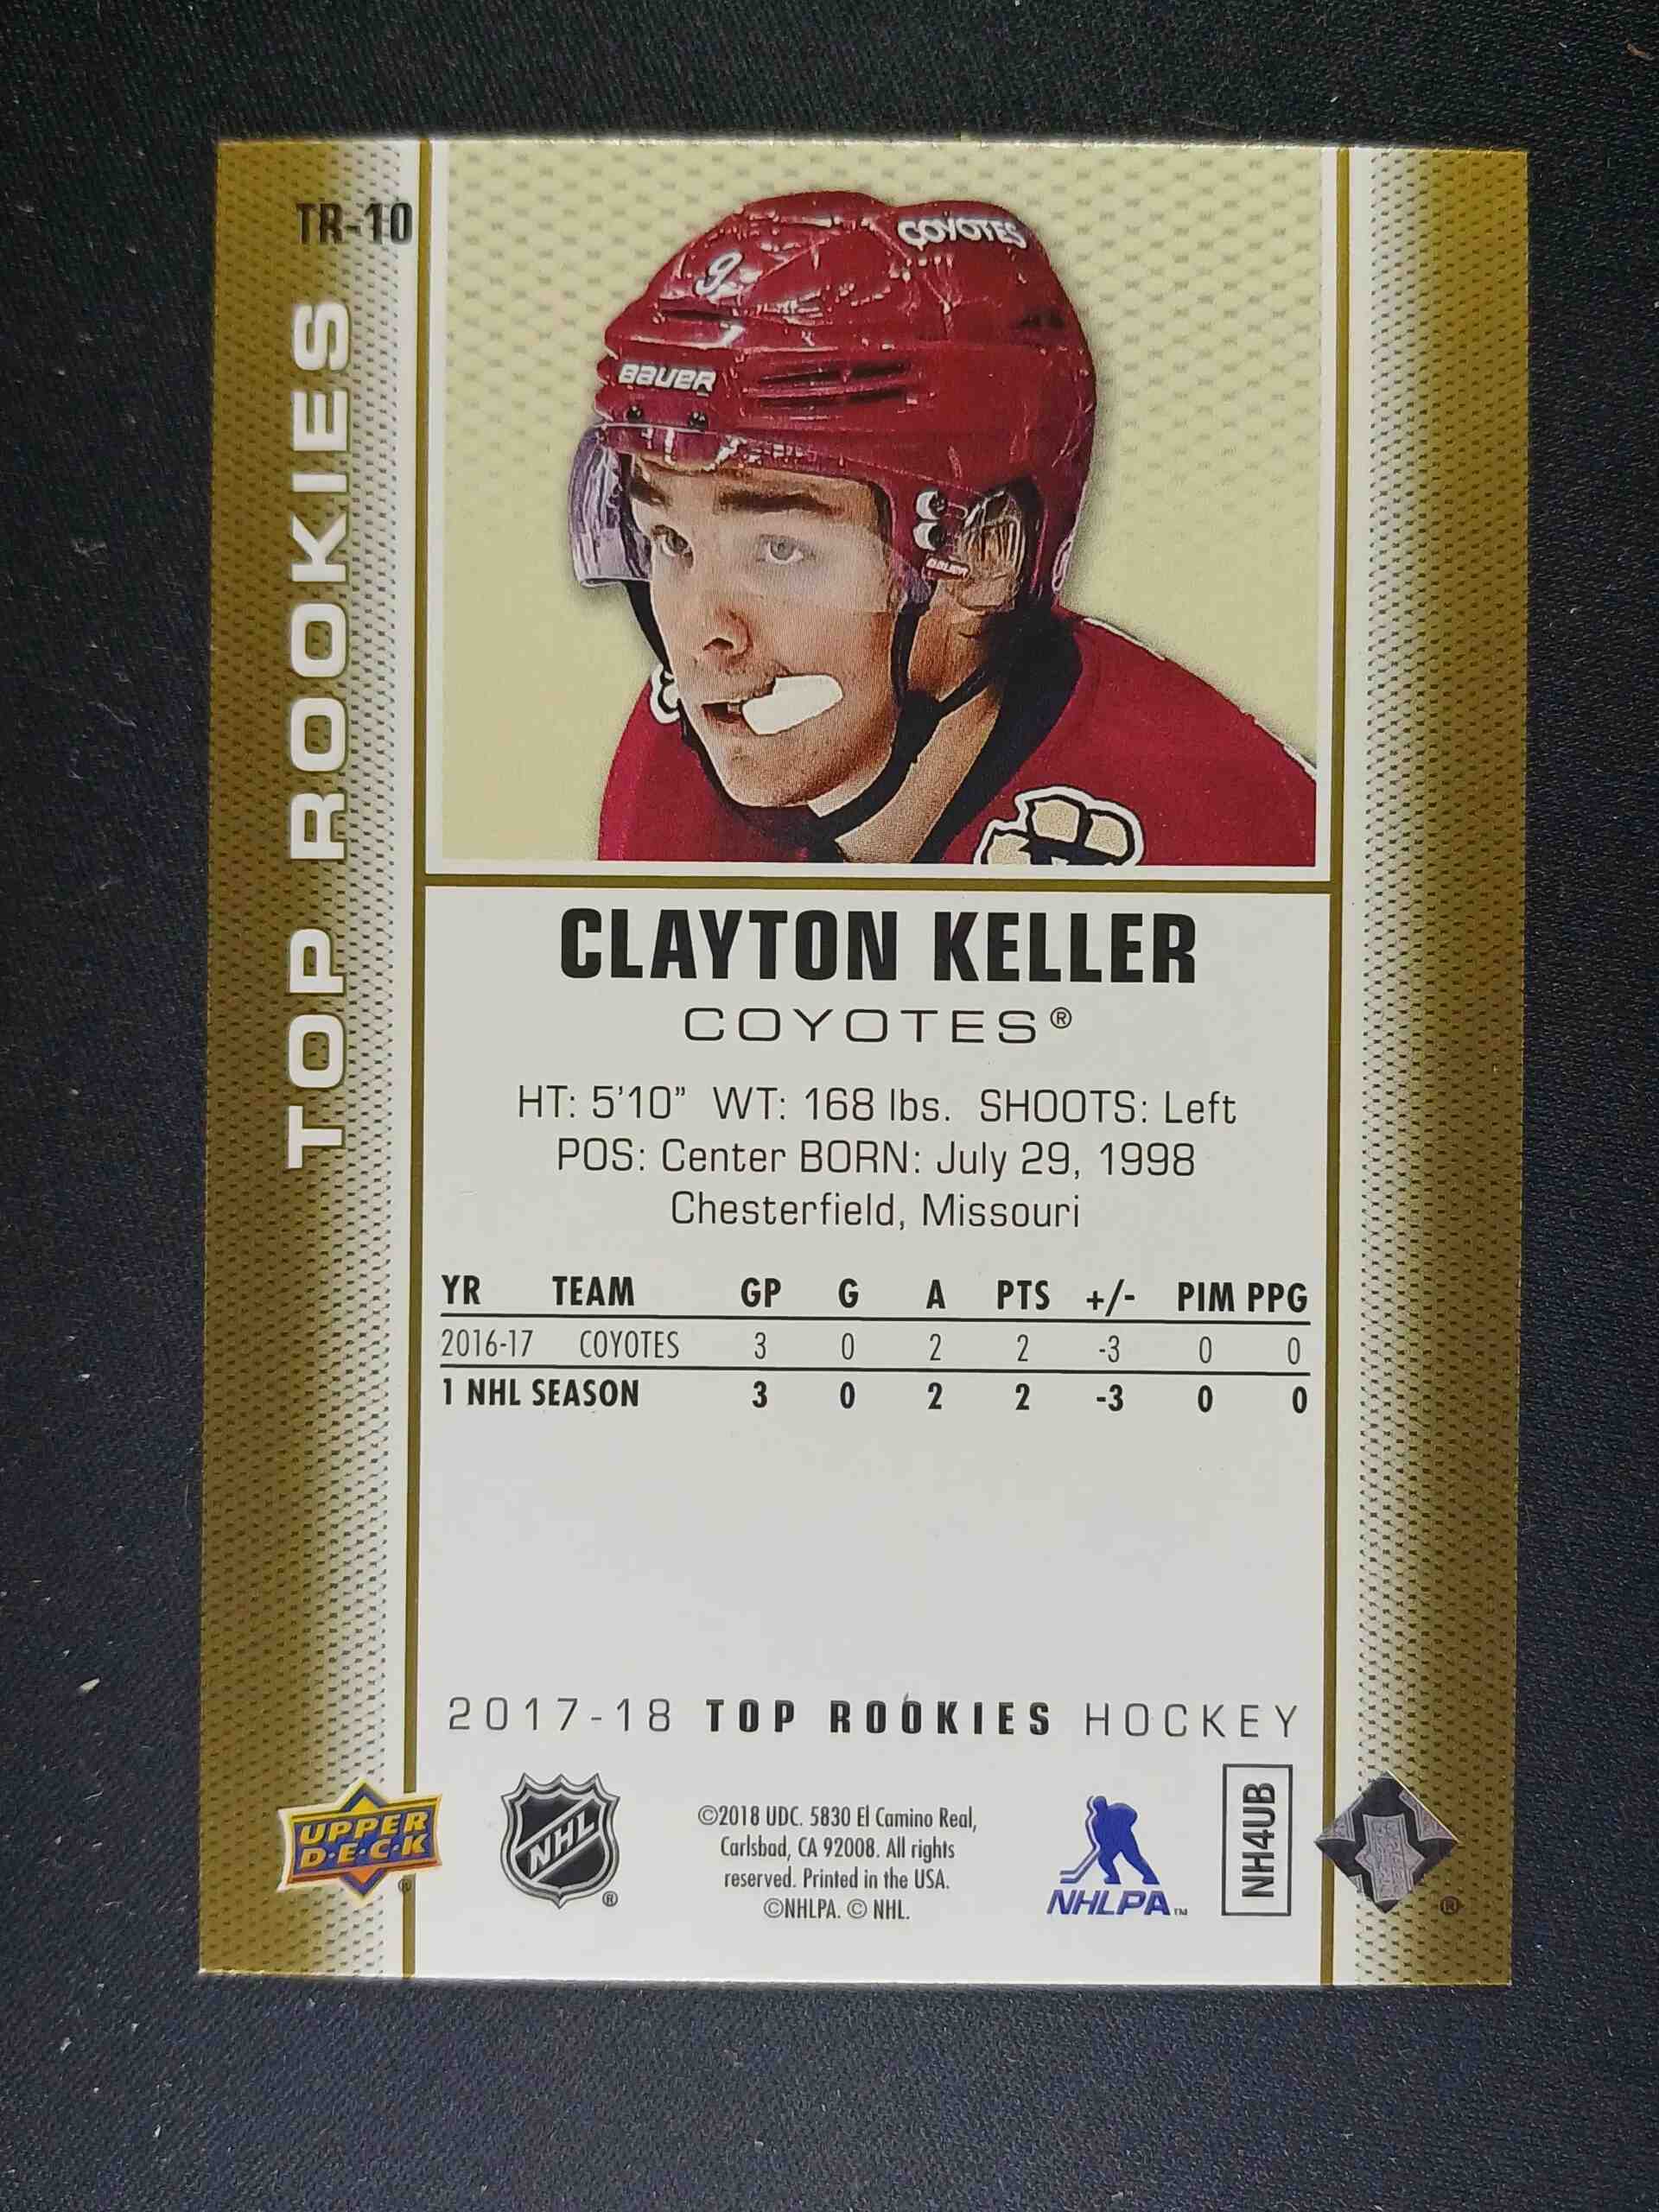 TR-10
TOP ROOKIES
COYOTES
9
BAUER
BAUER
CLAYTON KELLER
COYOTES®
HT: 5'10" WT: 168 lbs. SHOOTS: Left
POS: Center BORN: July 29, 1998
Chesterfield, Missouri
YR TEAM GP G A PTS +/- PIM PPG
2016-17 COYOTES 3 0 2 2 -3 0 0
1 NHL SEASON 3 0 2 2 -3 0 0
2017-18 TOP ROOKIES HOCKEY
UPPER
D·E·C·K
®
NHL
®
©2018 UDC. 5830 El Camino Real,
Carlsbad, CA 92008. All rights
reserved. Printed in the USA.
©NHLPA. © NHL.
NHLPA™
NH4UB
®